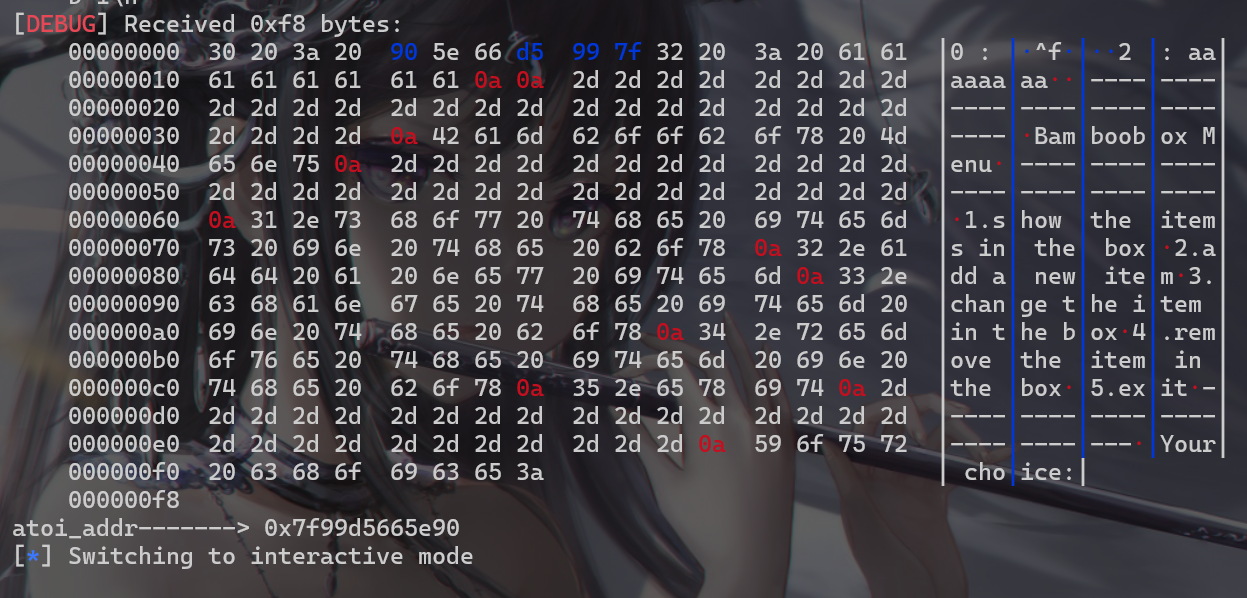 [DEBUG] Received 0xf8 bytes:
00000000 30 20 3a 20 90 5e 66 d5 99 7f 32 20 3a 20 61 61 |0 : |·^f·|··2 |: aa|
00000010 61 61 61 61 61 61 0a 0a 2d 2d 2d 2d 2d 2d 2d 2d |aaaa|aa··|----|----|
00000020 2d 2d 2d 2d 2d 2d 2d 2d 2d 2d 2d 2d 2d 2d 2d 2d |----|----|----|----|
00000030 2d 2d 2d 2d 0a 42 61 6d 62 6f 6f 62 6f 78 20 4d |----|·Bam|boob|ox M|
00000040 65 6e 75 0a 2d 2d 2d 2d 2d 2d 2d 2d 2d 2d 2d 2d |enu·|----|----|----|
00000050 2d 2d 2d 2d 2d 2d 2d 2d 2d 2d 2d 2d 2d 2d 2d 2d |----|----|----|----|
00000060 0a 31 2e 73 68 6f 77 20 74 68 65 20 69 74 65 6d |·1.s|how |the |item|
00000070 73 20 69 6e 20 74 68 65 20 62 6f 78 0a 32 2e 61 |s in| the| box|·2.a|
00000080 64 64 20 61 20 6e 65 77 20 69 74 65 6d 0a 33 2e |dd a| new| ite|m·3.|
00000090 63 68 61 6e 67 65 20 74 68 65 20 69 74 65 6d 20 |chan|ge t|he i|tem |
000000a0 69 6e 20 74 68 65 20 62 6f 78 0a 34 2e 72 65 6d |in t|he b|ox·4|.rem|
000000b0 6f 76 65 20 74 68 65 20 69 74 65 6d 20 69 6e 20 |ove |the |item| in |
000000c0 74 68 65 20 62 6f 78 0a 35 2e 65 78 69 74 0a 2d |the |box·|5.ex|it·-|
000000d0 2d 2d 2d 2d 2d 2d 2d 2d 2d 2d 2d 2d 2d 2d 2d 2d |----|----|----|----|
000000e0 2d 2d 2d 2d 2d 2d 2d 2d 2d 2d 2d 0a 59 6f 75 72 |----|----|---·|Your|
000000f0 20 63 68 6f 69 63 65 3a | cho|ice:|
000000f8
atoi_addr-------> 0x7f99d5665e90
[*] Switching to interactive mode